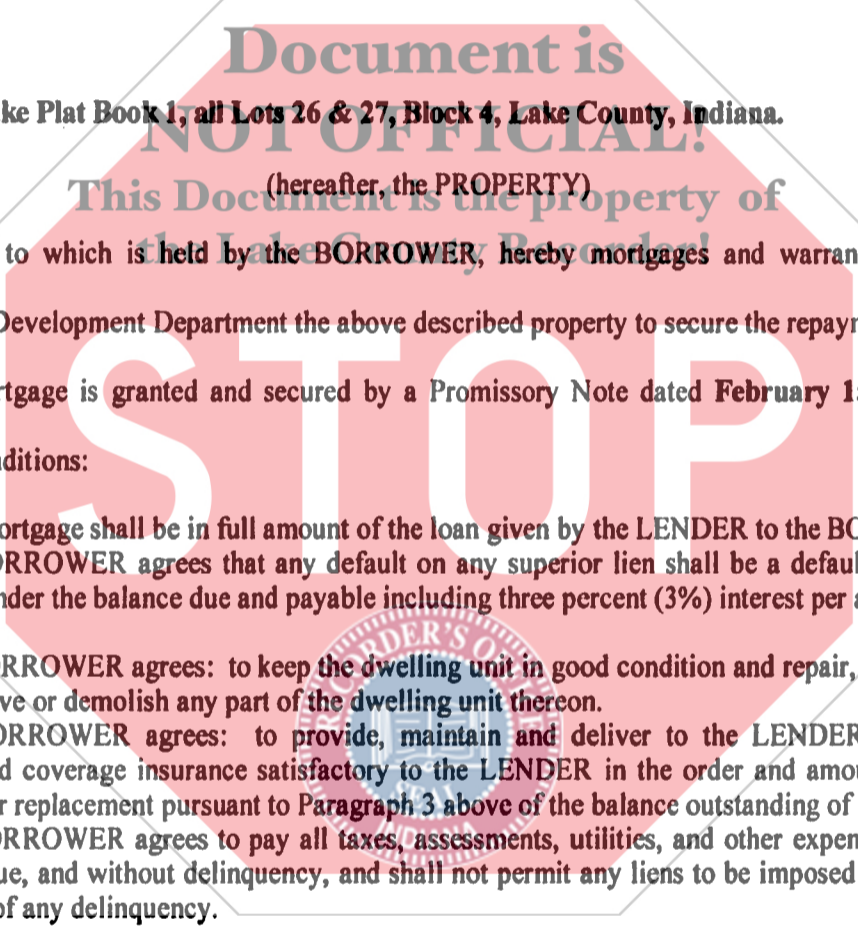 Document is
ke Plat Book 1, all Lots 26 & 27, Block 4, Lake County, Indiana.
NOT OFFICIAL!
(hereafter, the PROPERTY)
This Document is the property of
the Lake County Recorder!
to which is held by the BORROWER, hereby mortgages and warran
Development Department the above described property to secure the repay
rtgage is granted and secured by a Promissory Note dated February 1
STOP
ditions:
ortgage shall be in full amount of the loan given by the LENDER to the BO
ORROWER agrees that any default on any superior lien shall be a defaul
nder the balance due and payable including three percent (3%) interest per a
RECORDER'S OF THE
RROWER agrees: to keep the dwelling unit in good condition and repair,
ve or demolish any part of the dwelling unit thereon.
ORROWER agrees: to provide, maintain and deliver to the LENDER
d coverage insurance satisfactory to the LENDER in the order and amou
SEAL
r replacement pursuant to Paragraph 3 above of the balance outstanding of
INDIANA
ORROWER agrees to pay all taxes, assessments, utilities, and other expen
ue, and without delinquency, and shall not permit any liens to be imposed
of any delinquency.